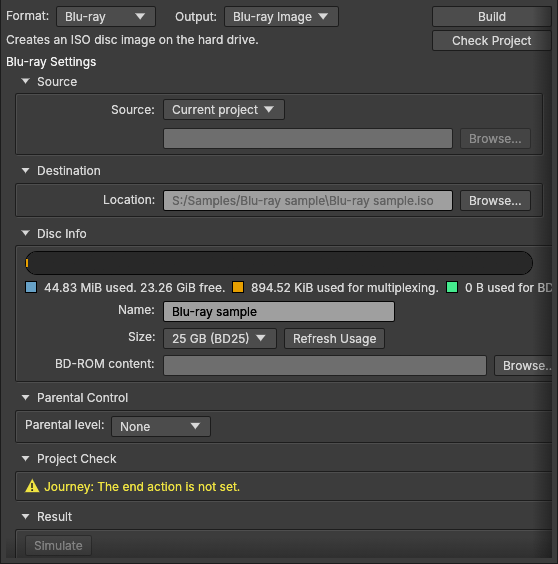 Format: Blu-ray Output: Blu-ray Image Build
Creates an ISO disc image on the hard drive. Check Project
Blu-ray Settings
Source
Source: Current project
Browse...
Destination
Location: S:/Samples/Blu-ray sample\Blu-ray sample.iso Browse...
Disc Info
44.83 MiB used. 23.26 GiB free. 894.52 KiB used for multiplexing. 0 B used for BD
Name: Blu-ray sample
Size: 25 GB (BD25) Refresh Usage
BD-ROM content: Browse..
Parental Control
Parental level: None
Project Check
Journey: The end action is not set.
Result
Simulate